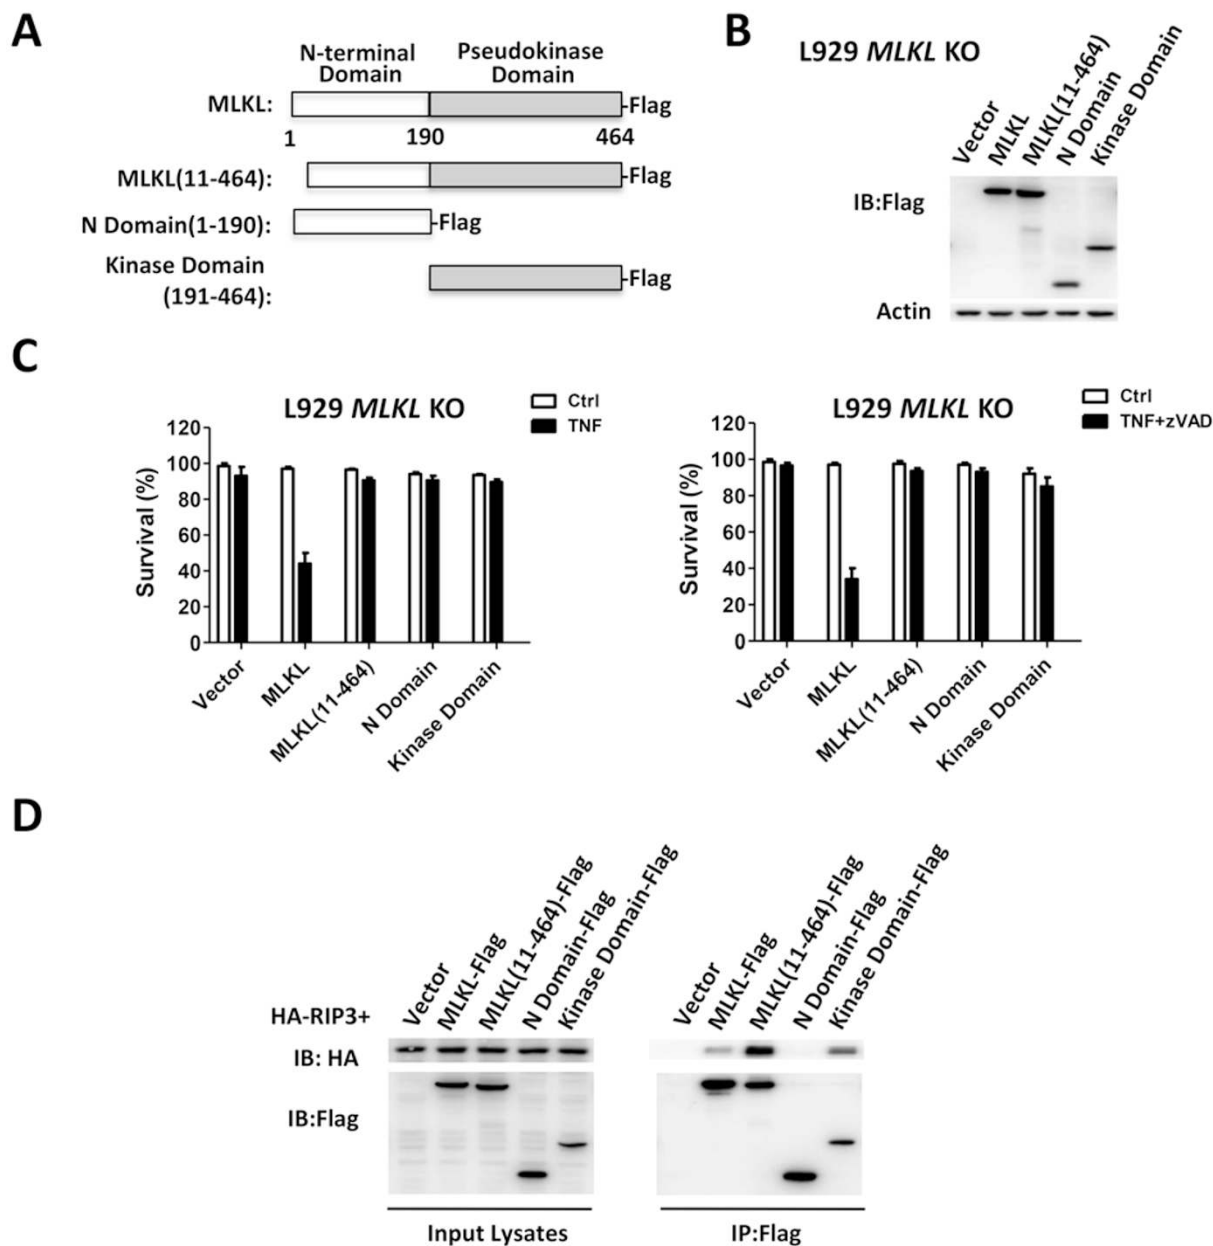 A
N-terminal
Domain
Pseudokinase
Domain
MLKL:
-Flag
1
190
464
MLKL(11-464):
-Flag
N Domain(1-190):
-Flag
Kinase Domain
(191-464):
-Flag
B
L929 MLKL KO
Vector
MLKL
MLKL(11-464)
N Domain
Kinase Domain
IB:Flag
Actin
C
L929 MLKL KO
Ctrl
TNF
Survival (%)
120
100
80
60
40
20
0
Vector
MLKL
MLKL(11-464)
N Domain
Kinase Domain
L929 MLKL KO
Ctrl
TNF+zVAD
Survival (%)
120
100
80
60
40
20
0
Vector
MLKL
MLKL(11-464)
N Domain
Kinase Domain
D
HA-RIP3+
Vector
MLKL-Flag
MLKL(11-464)-Flag
N Domain-Flag
Kinase Domain-Flag
IB: HA
IB:Flag
Input Lysates
Vector
MLKL-Flag
MLKL(11-464)-Flag
N Domain-Flag
Kinase Domain-Flag
IP:Flag